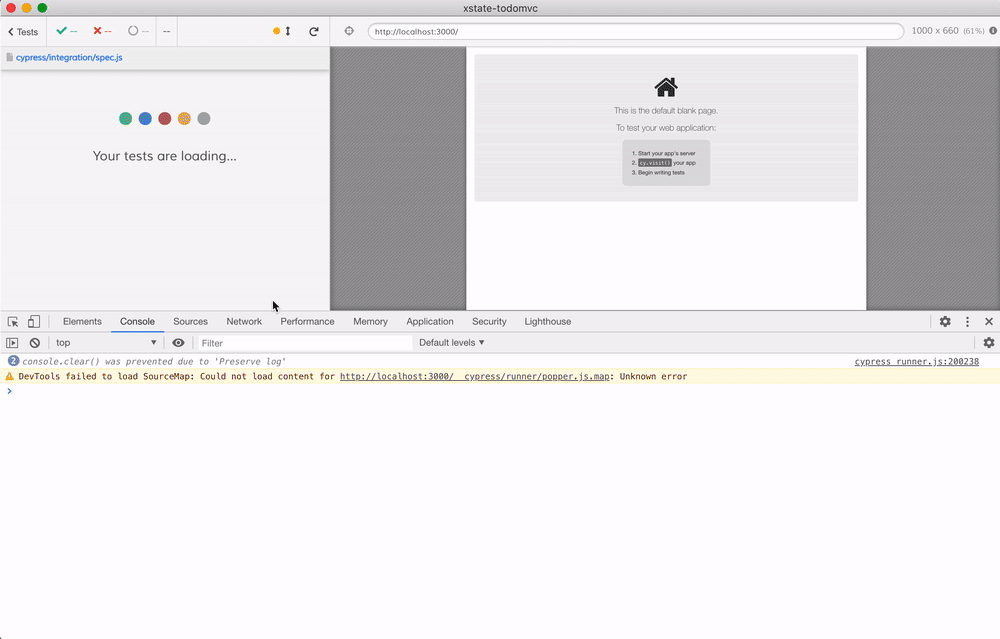 xstate-todomvc
Tests -- -- -- -- http://localhost:3000/ 1000 x 660 (61%)
cypress/integration/spec.js
Your tests are loading...
This is the default blank page.
To test your web application:
1. Start your app's server
2. cy.visit() your app
3. Begin writing tests
Elements Console Sources Network Performance Memory Application Security Lighthouse
top Filter Default levels
2 console.clear() was prevented due to 'Preserve log' cypress_runner.js:200238
DevTools failed to load SourceMap: Could not load content for http://localhost:3000/__cypress/runner/popper.js.map: Unknown error